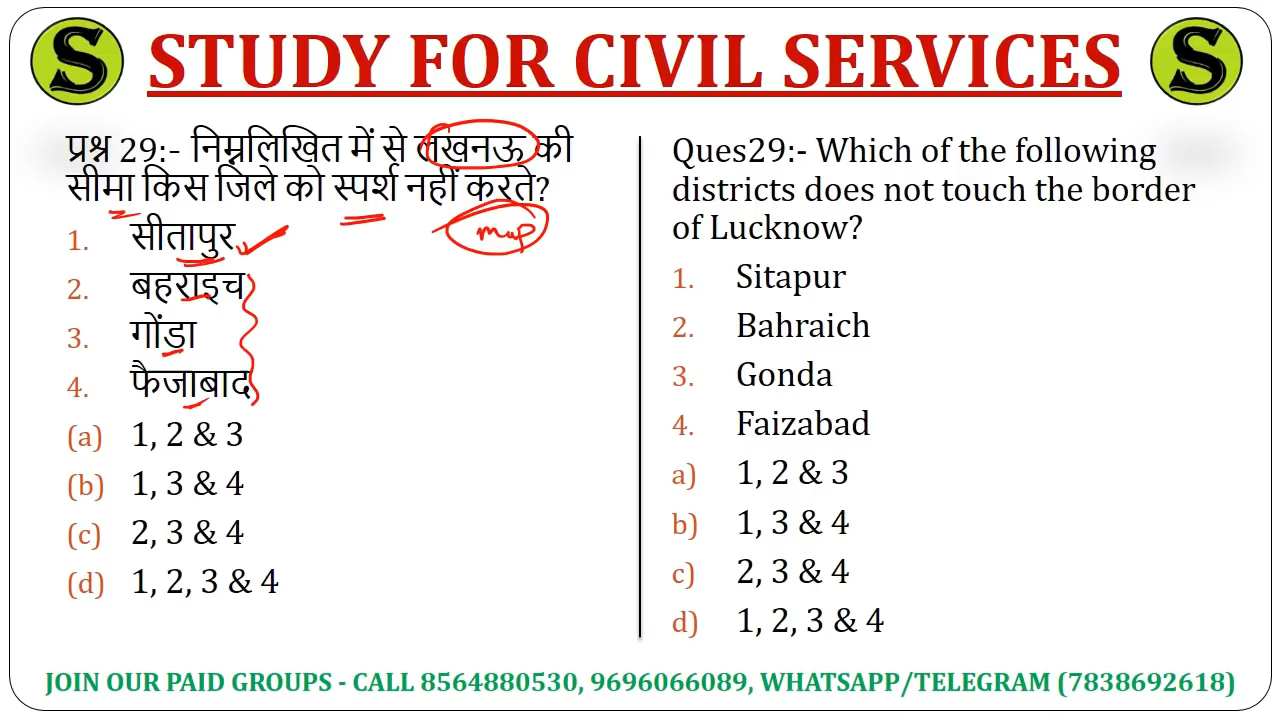 S STUDY FOR CIVIL SERVICES S
प्रश्न 29:- निम्नलिखित में से लखनऊ की
सीमा किस जिले को स्पर्श नहीं करते?
map
1. सीतापुर
2. बहराइच
3. गोंडा
4. फैजाबाद
(a) 1, 2 & 3
(b) 1, 3 & 4
(c) 2, 3 & 4
(d) 1, 2, 3 & 4
Ques29:- Which of the following
districts does not touch the border
of Lucknow?
1. Sitapur
2. Bahraich
3. Gonda
4. Faizabad
a) 1, 2 & 3
b) 1, 3 & 4
c) 2, 3 & 4
d) 1, 2, 3 & 4
JOIN OUR PAID GROUPS - CALL 8564880530, 9696066089, WHATSAPP/TELEGRAM (7838692618)